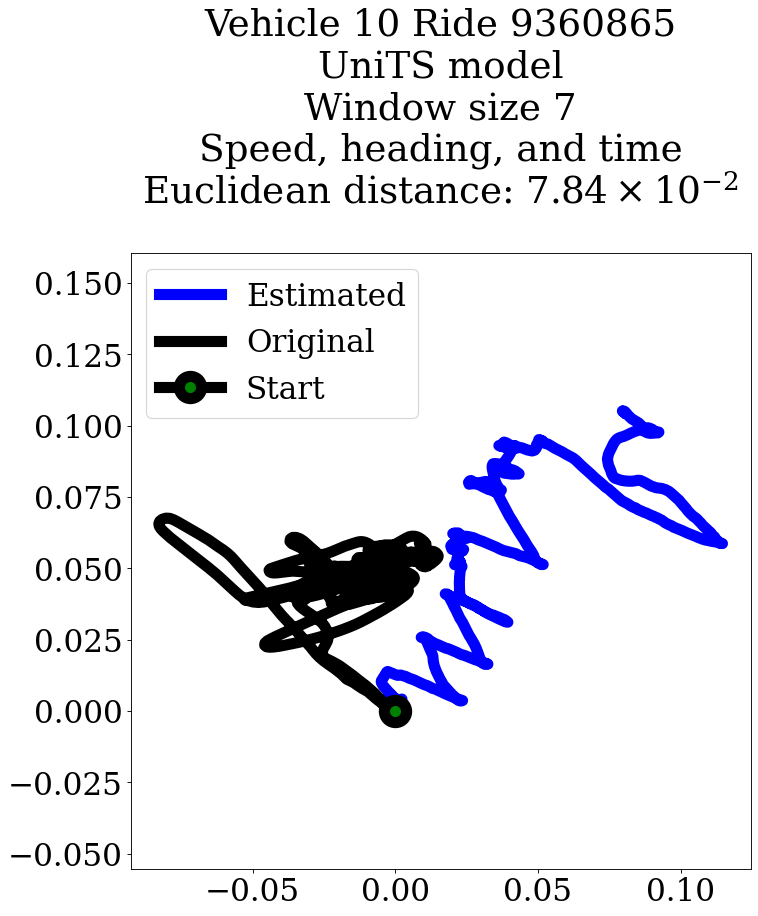 Vehicle 10 Ride 9360865
UniTS model
Window size 7
Speed, heading, and time
Euclidean distance: 7.84 × 10⁻²
Estimated
Original
Start
0.150
0.125
0.100
0.075
0.050
0.025
0.000
−0.025
−0.050
−0.05 0.00 0.05 0.10